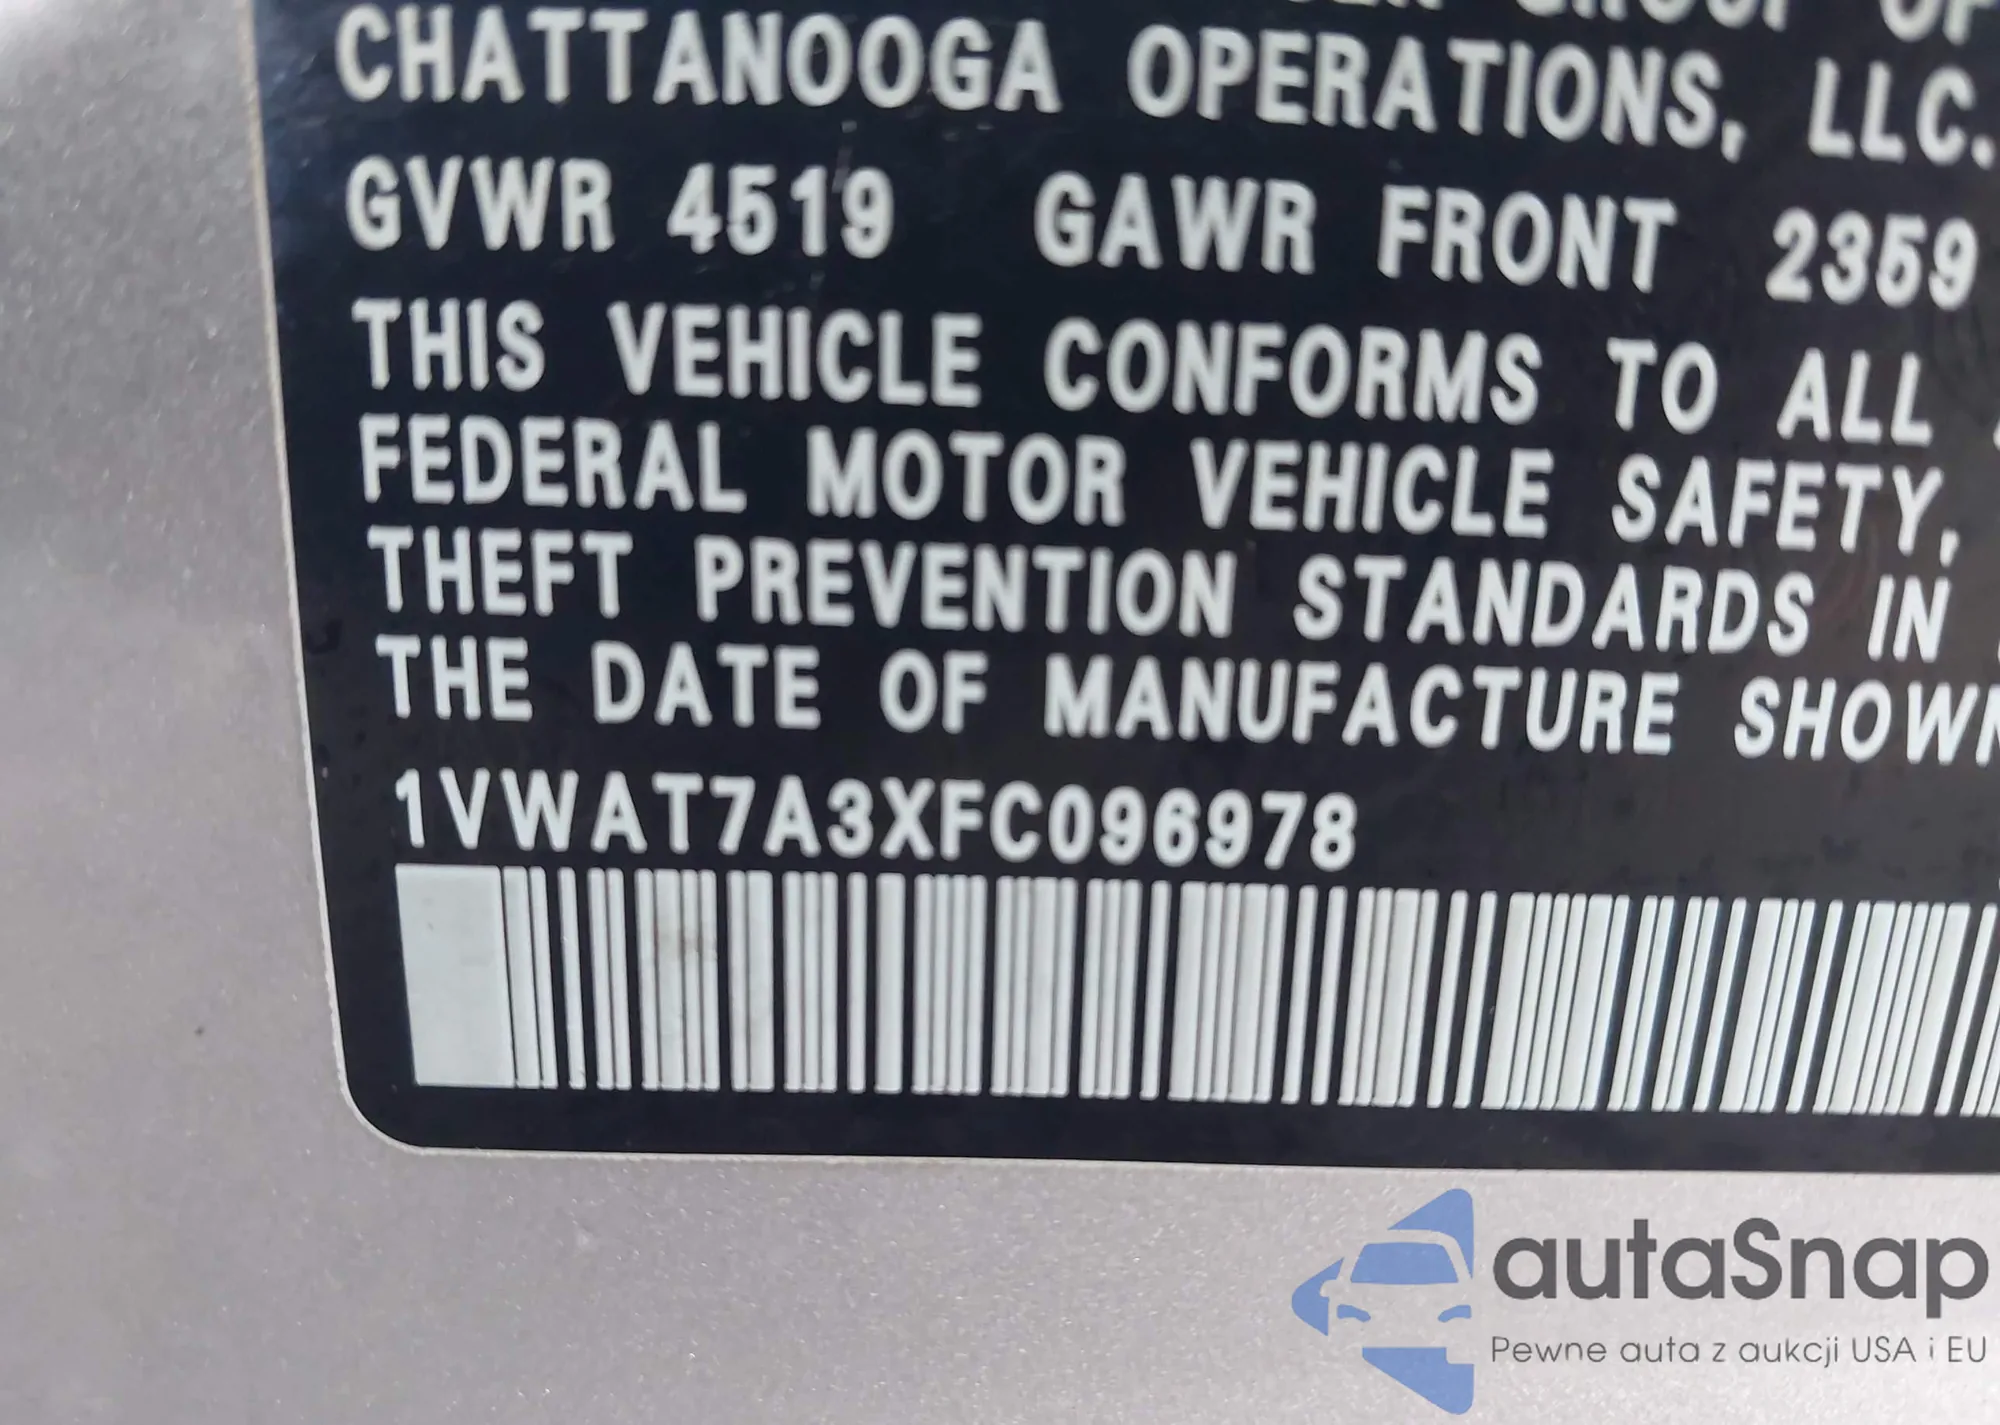 CHATTANOOGA OPERATIONS, LLC.
GVWR 4519 GAWR FRONT 2359
THIS VEHICLE CONFORMS TO ALL
FEDERAL MOTOR VEHICLE SAFETY,
THEFT PREVENTION STANDARDS IN
THE DATE OF MANUFACTURE SHOWN
1VWAT7A3XFC096978
autaSnap
Pewne auta z aukcji USA i EU